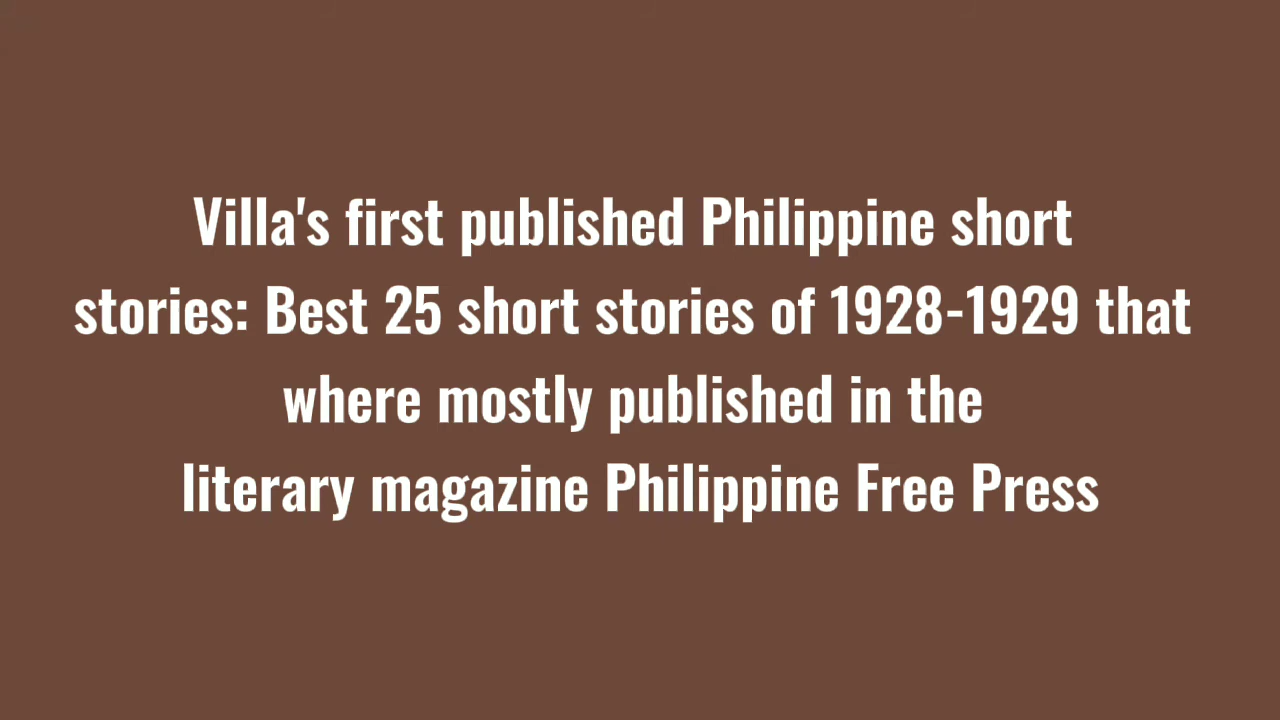 Villa's first published Philippine short
stories: Best 25 short stories of 1928-1929 that
where mostly published in the
literary magazine Philippine Free Press